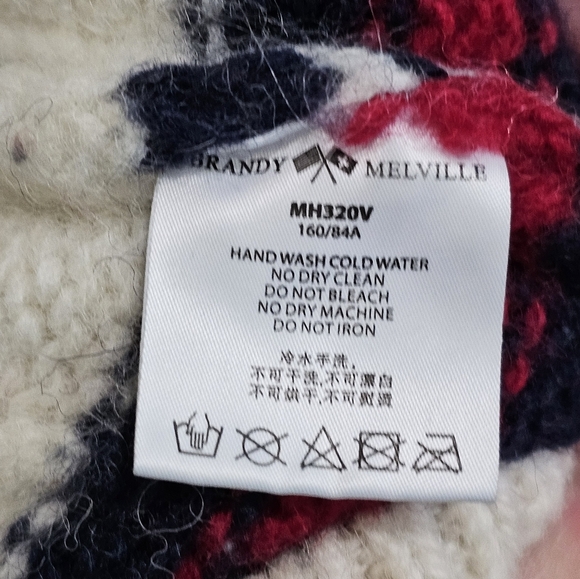 BRANDY MELVILLE
MH320V
160/84A
HAND WASH COLD WATER
NO DRY CLEAN
DO NOT BLEACH
NO DRY MACHINE
DO NOT IRON
冷水手洗,
不可干洗,不可漂白
不可烘干,不可熨烫